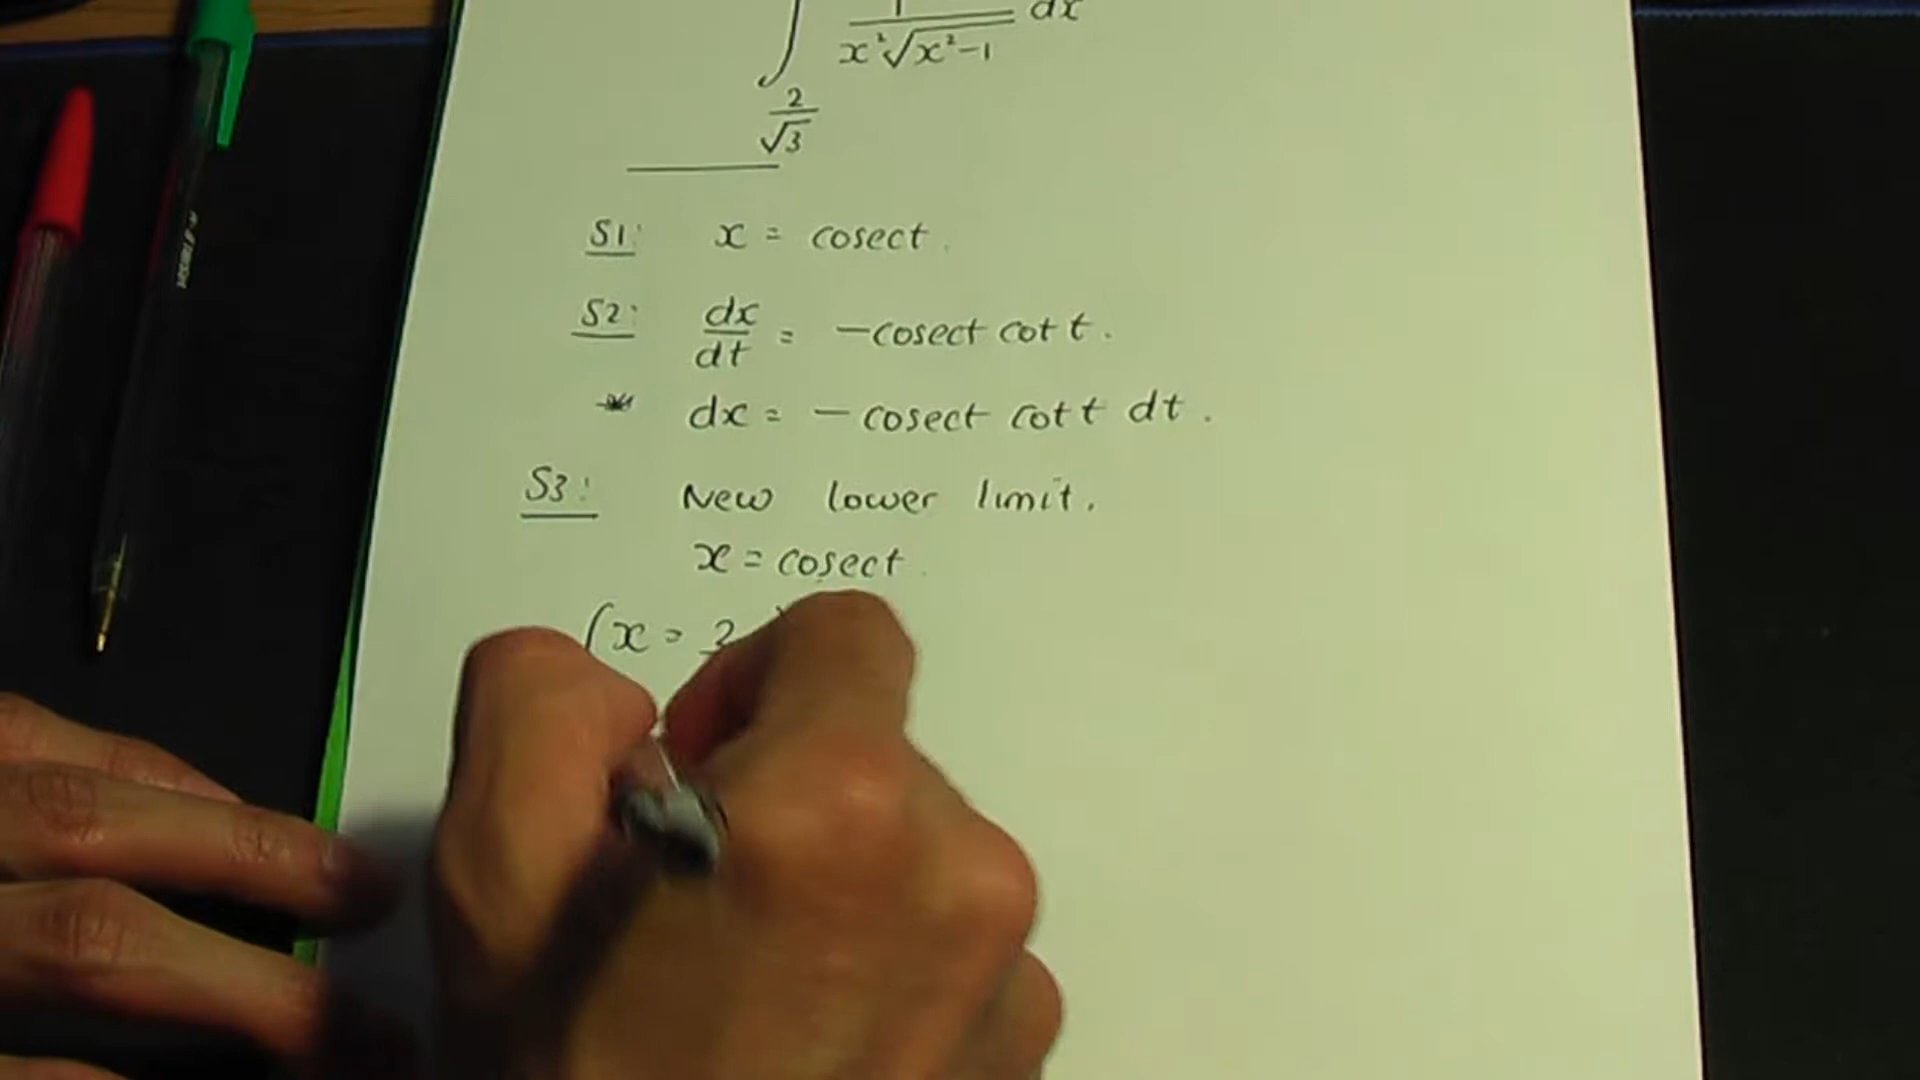 ∫ 1/(x²√(x²-1)) dx
2/√3
S1: x = cosect.
S2: dx/dt = -cosect cot t.
dx = - cosect cot t dt.
S3: New lower limit.
x = cosect.
(x = 2